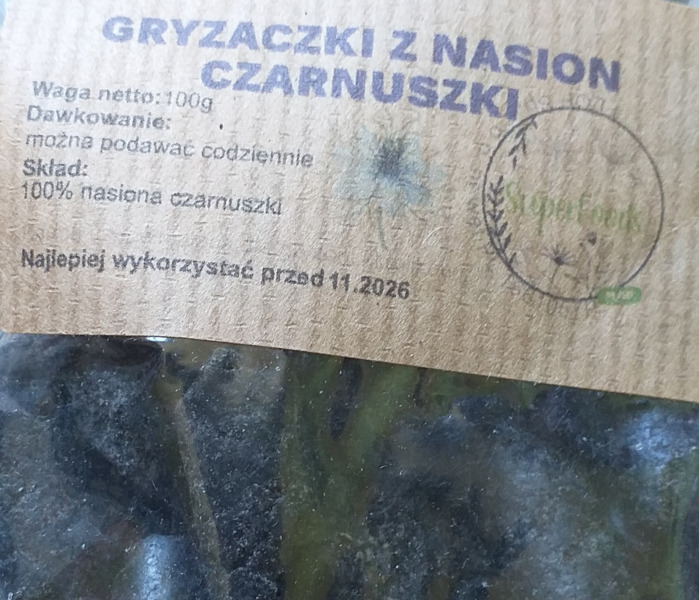 GRYZACZKI Z NASION
CZARNUSZKI
Waga netto: 100g
Dawkowanie:
można podawać codziennie
Skład:
100% nasiona czarnuszki
Najlepiej wykorzystać przed 11.2026